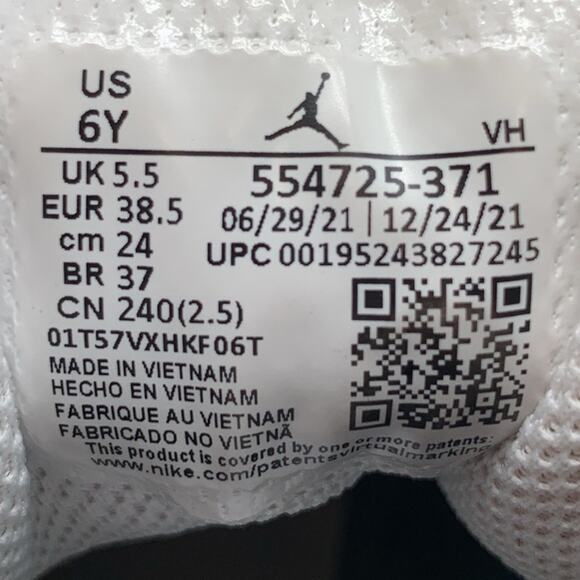 US
6Y
VH
UK 5.5
EUR 38.5
cm 24
BR 37
CN 240(2.5)
554725-371
06/29/21 | 12/24/21
UPC 00195243827245
01T57VXHKF06T
MADE IN VIETNAM
HECHO EN VIETNAM
FABRIQUE AU VIETNAM
FABRICADO NO VIETNÃ
This product is covered by one or more patents:
www.nike.com/patentsvirtualmarking